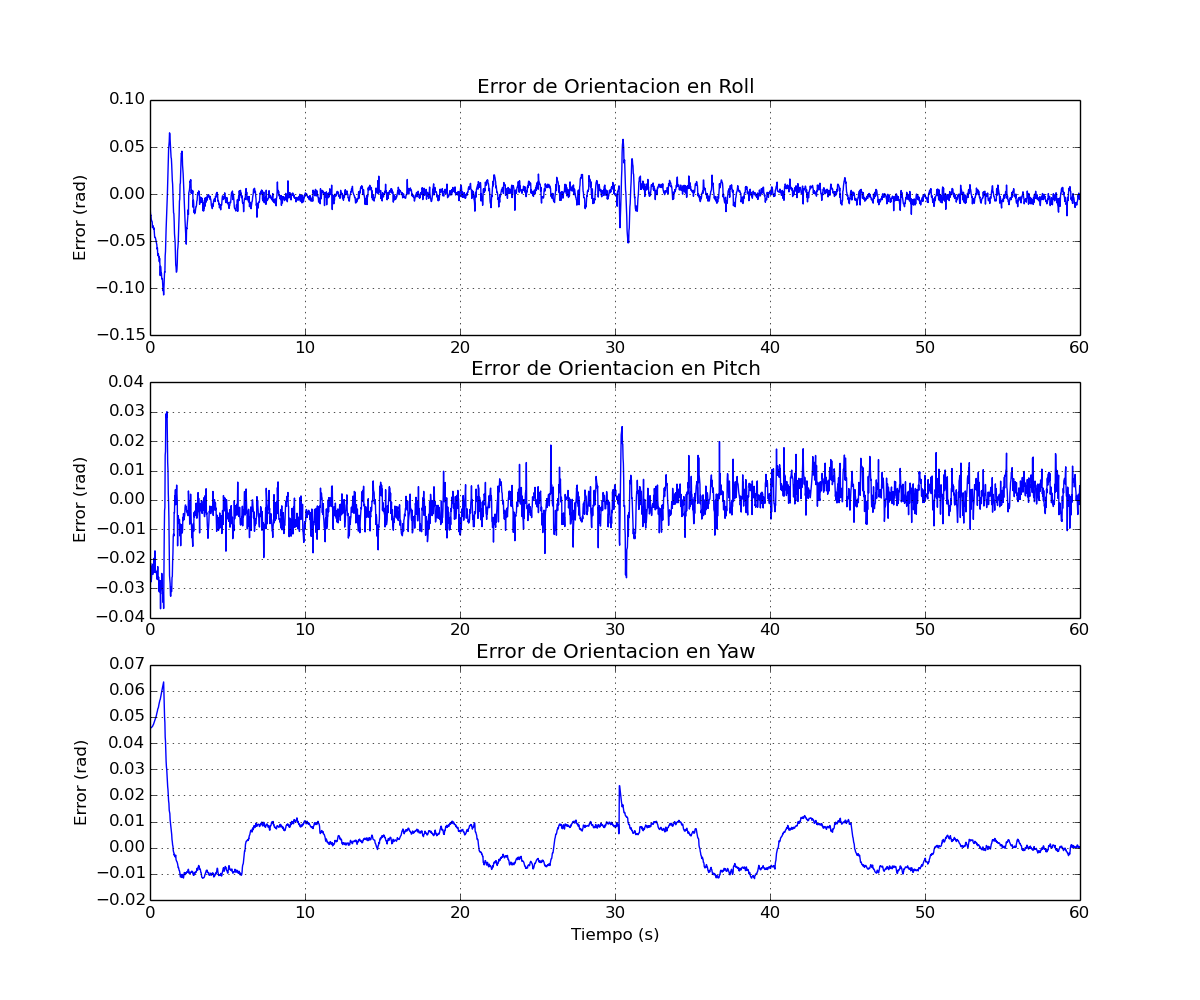 Error de Orientacion en Roll
0.10
0.05
0.00
−0.05
−0.10
−0.15
Error (rad)
0 10 20 30 40 50 60
Error de Orientacion en Pitch
0.04
0.03
0.02
0.01
0.00
−0.01
−0.02
−0.03
−0.04
Error (rad)
0 10 20 30 40 50 60
Error de Orientacion en Yaw
0.07
0.06
0.05
0.04
0.03
0.02
0.01
0.00
−0.01
−0.02
Error (rad)
0 10 20 30 40 50 60
Tiempo (s)